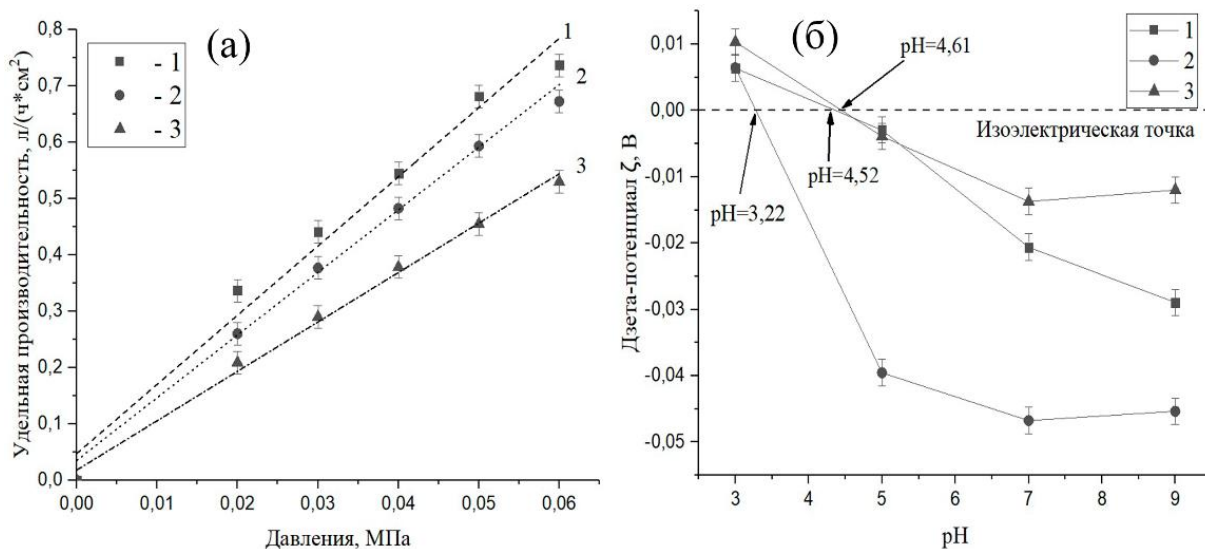 (а)
- 1
- 2
- 3
1
2
3
0,8
0,7
0,6
0,5
0,4
0,3
0,2
0,1
0,0
Удельная производительность, л/(ч*см²)
0,00 0,01 0,02 0,03 0,04 0,05 0,06
Давления, МПа
(б)
1
2
3
pH=4,61
Изоэлектрическая точка
pH=4,52
pH=3,22
0,01
0,00
-0,01
-0,02
-0,03
-0,04
-0,05
Дзета-потенциал ζ, В
3 4 5 6 7 8 9
pH